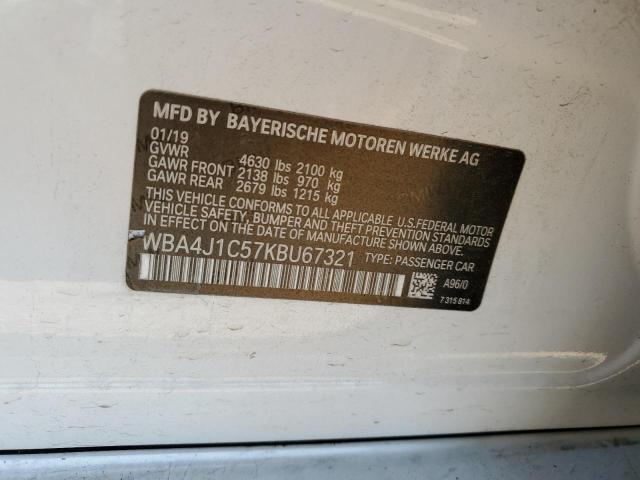 MFD BY BAYERISCHE MOTOREN WERKE AG
01/19
GVWR 4630 lbs 2100 kg
GAWR FRONT 2138 lbs 970 kg
GAWR REAR 2679 lbs 1215 kg
THIS VEHICLE CONFORMS TO ALL APPLICABLE U.S. FEDERAL MOTOR
VEHICLE SAFETY, BUMPER AND THEFT PREVENTION STANDARDS
IN EFFECT ON THE DATE OF MANUFACTURE SHOWN ABOVE.
WBA4J1C57KBU67321 TYPE: PASSENGER CAR
A96/0
7 315 814